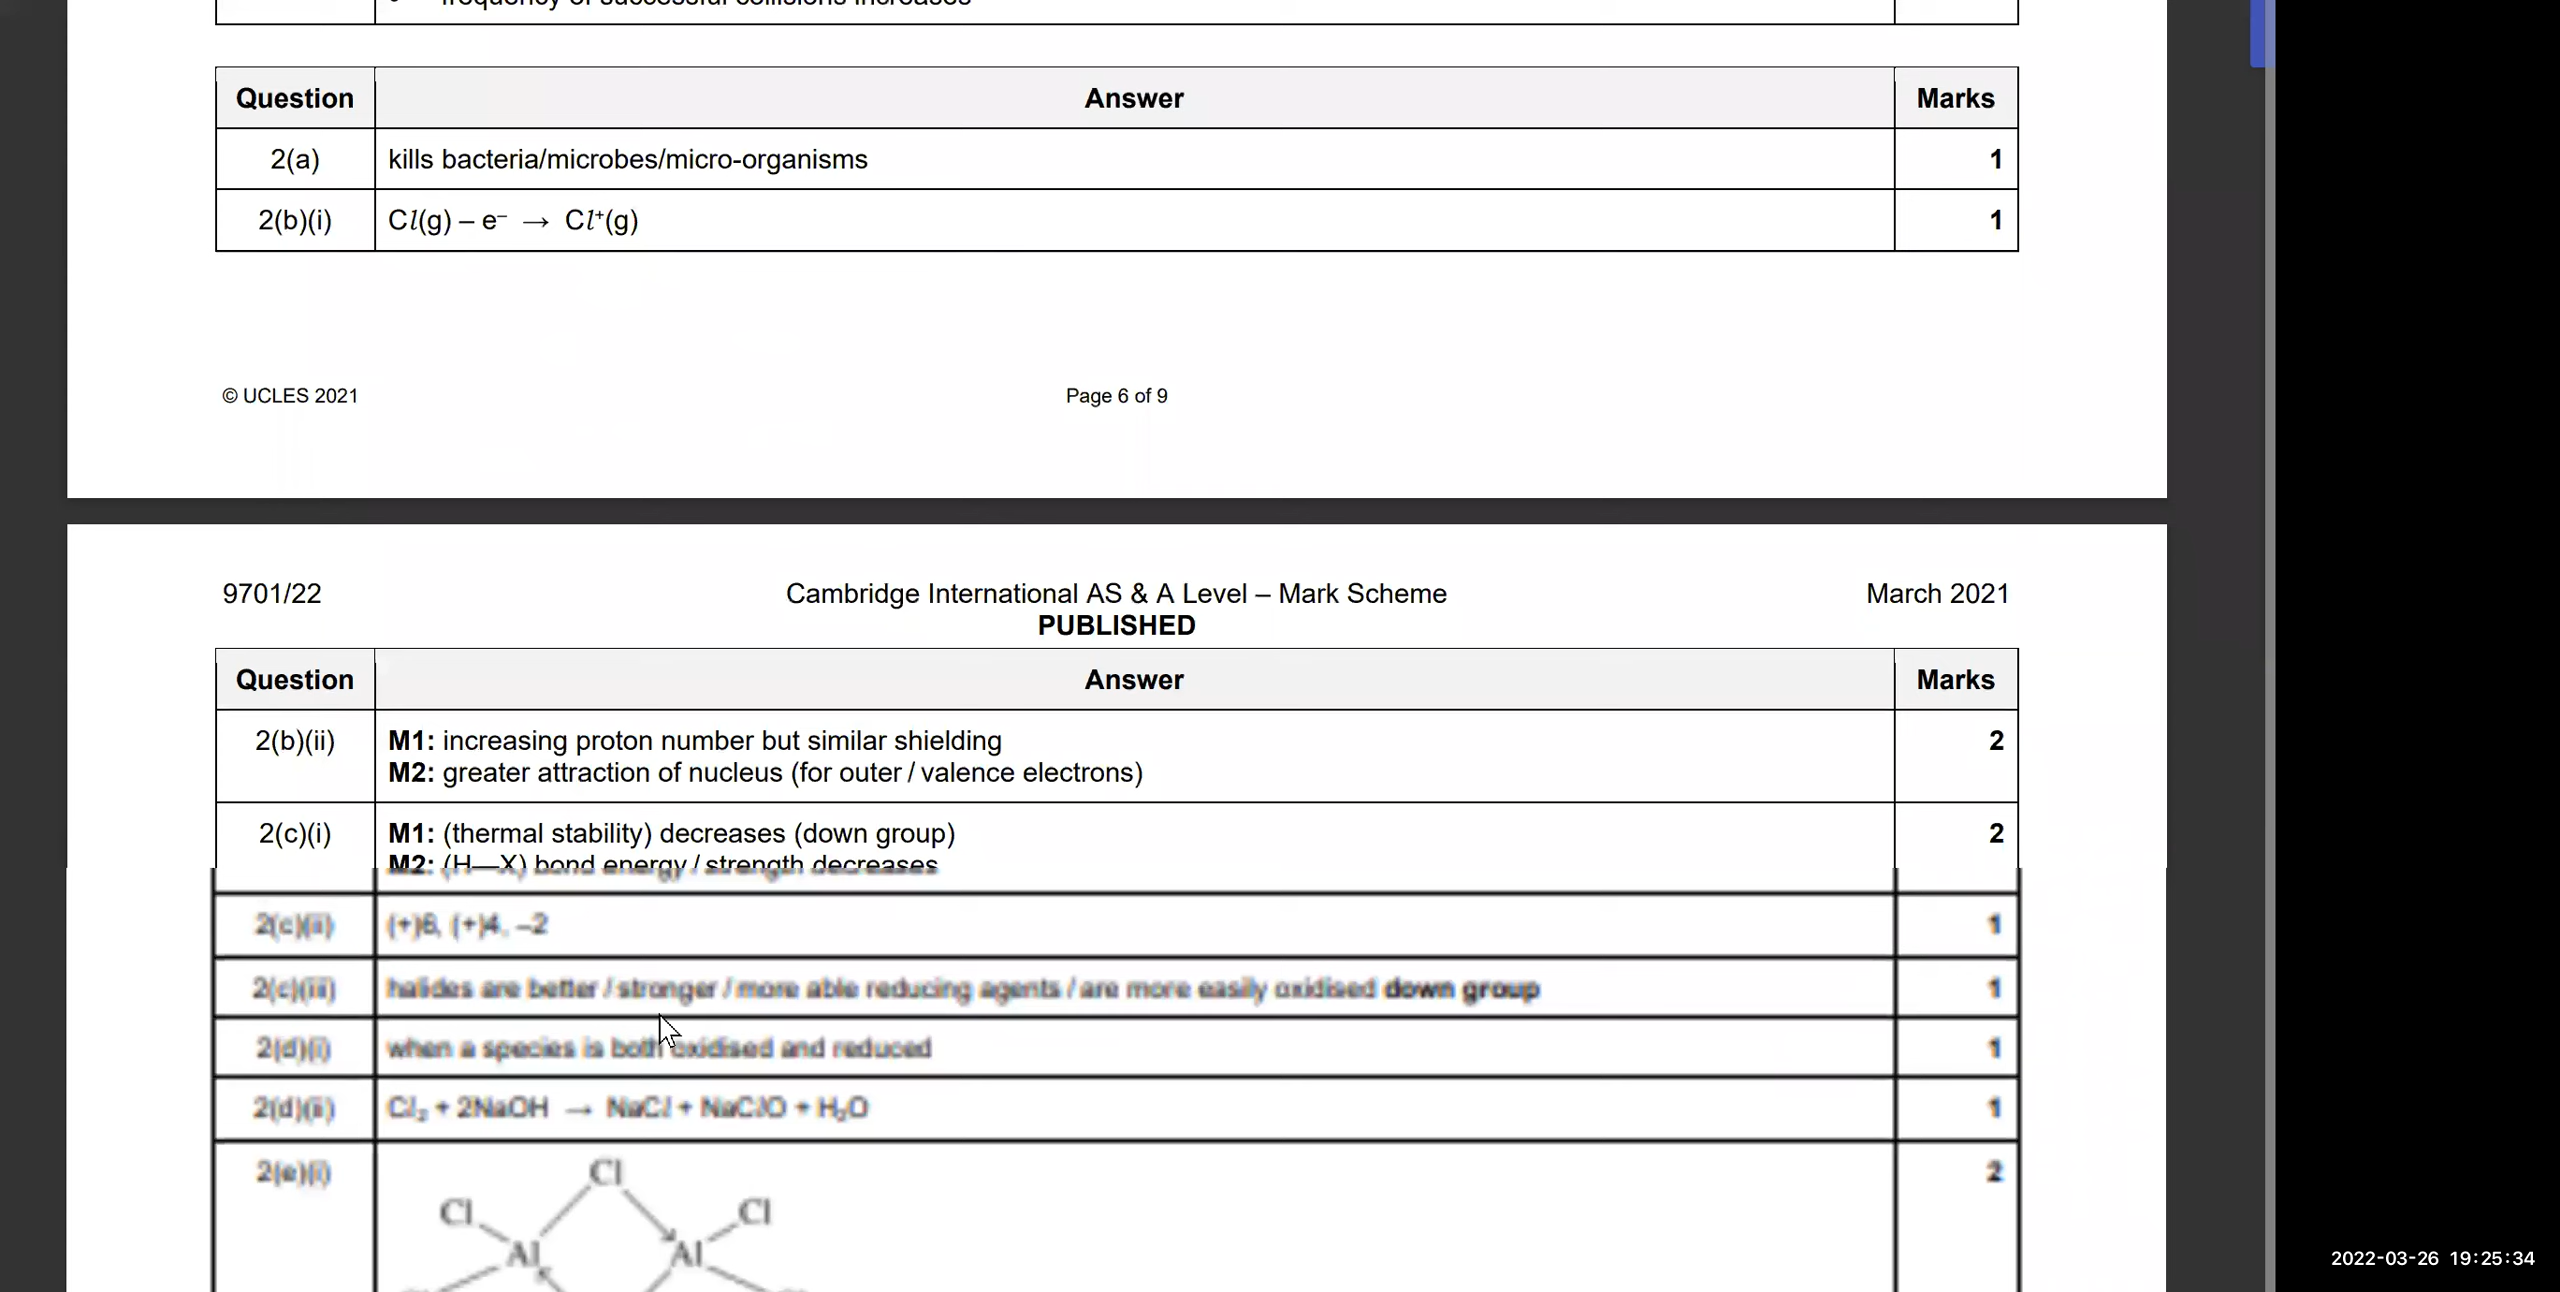 frequency of successful collisions increases
Question Answer Marks
2(a) kills bacteria/microbes/micro-organisms 1
2(b)(i) Cl(g) – e⁻ → Cl⁺(g) 1
© UCLES 2021 Page 6 of 9
9701/22 Cambridge International AS & A Level – Mark Scheme March 2021
PUBLISHED
Question Answer Marks
2(b)(ii) M1: increasing proton number but similar shielding 2
M2: greater attraction of nucleus (for outer / valence electrons)
2(c)(i) M1: (thermal stability) decreases (down group) 2
M2: (H—X) bond energy / strength decreases
2(c)(ii) (+)6, (+)4, –2 1
2(c)(iii) halides are better / stronger / more able reducing agents / are more easily oxidised down group 1
2(d)(i) when a species is both oxidised and reduced 1
2(d)(ii) Cl₂ + 2NaOH → NaCl + NaClO + H₂O 1
2(e)(i) 2
Cl
Cl Cl
Al Al
2022-03-26 19:25:34